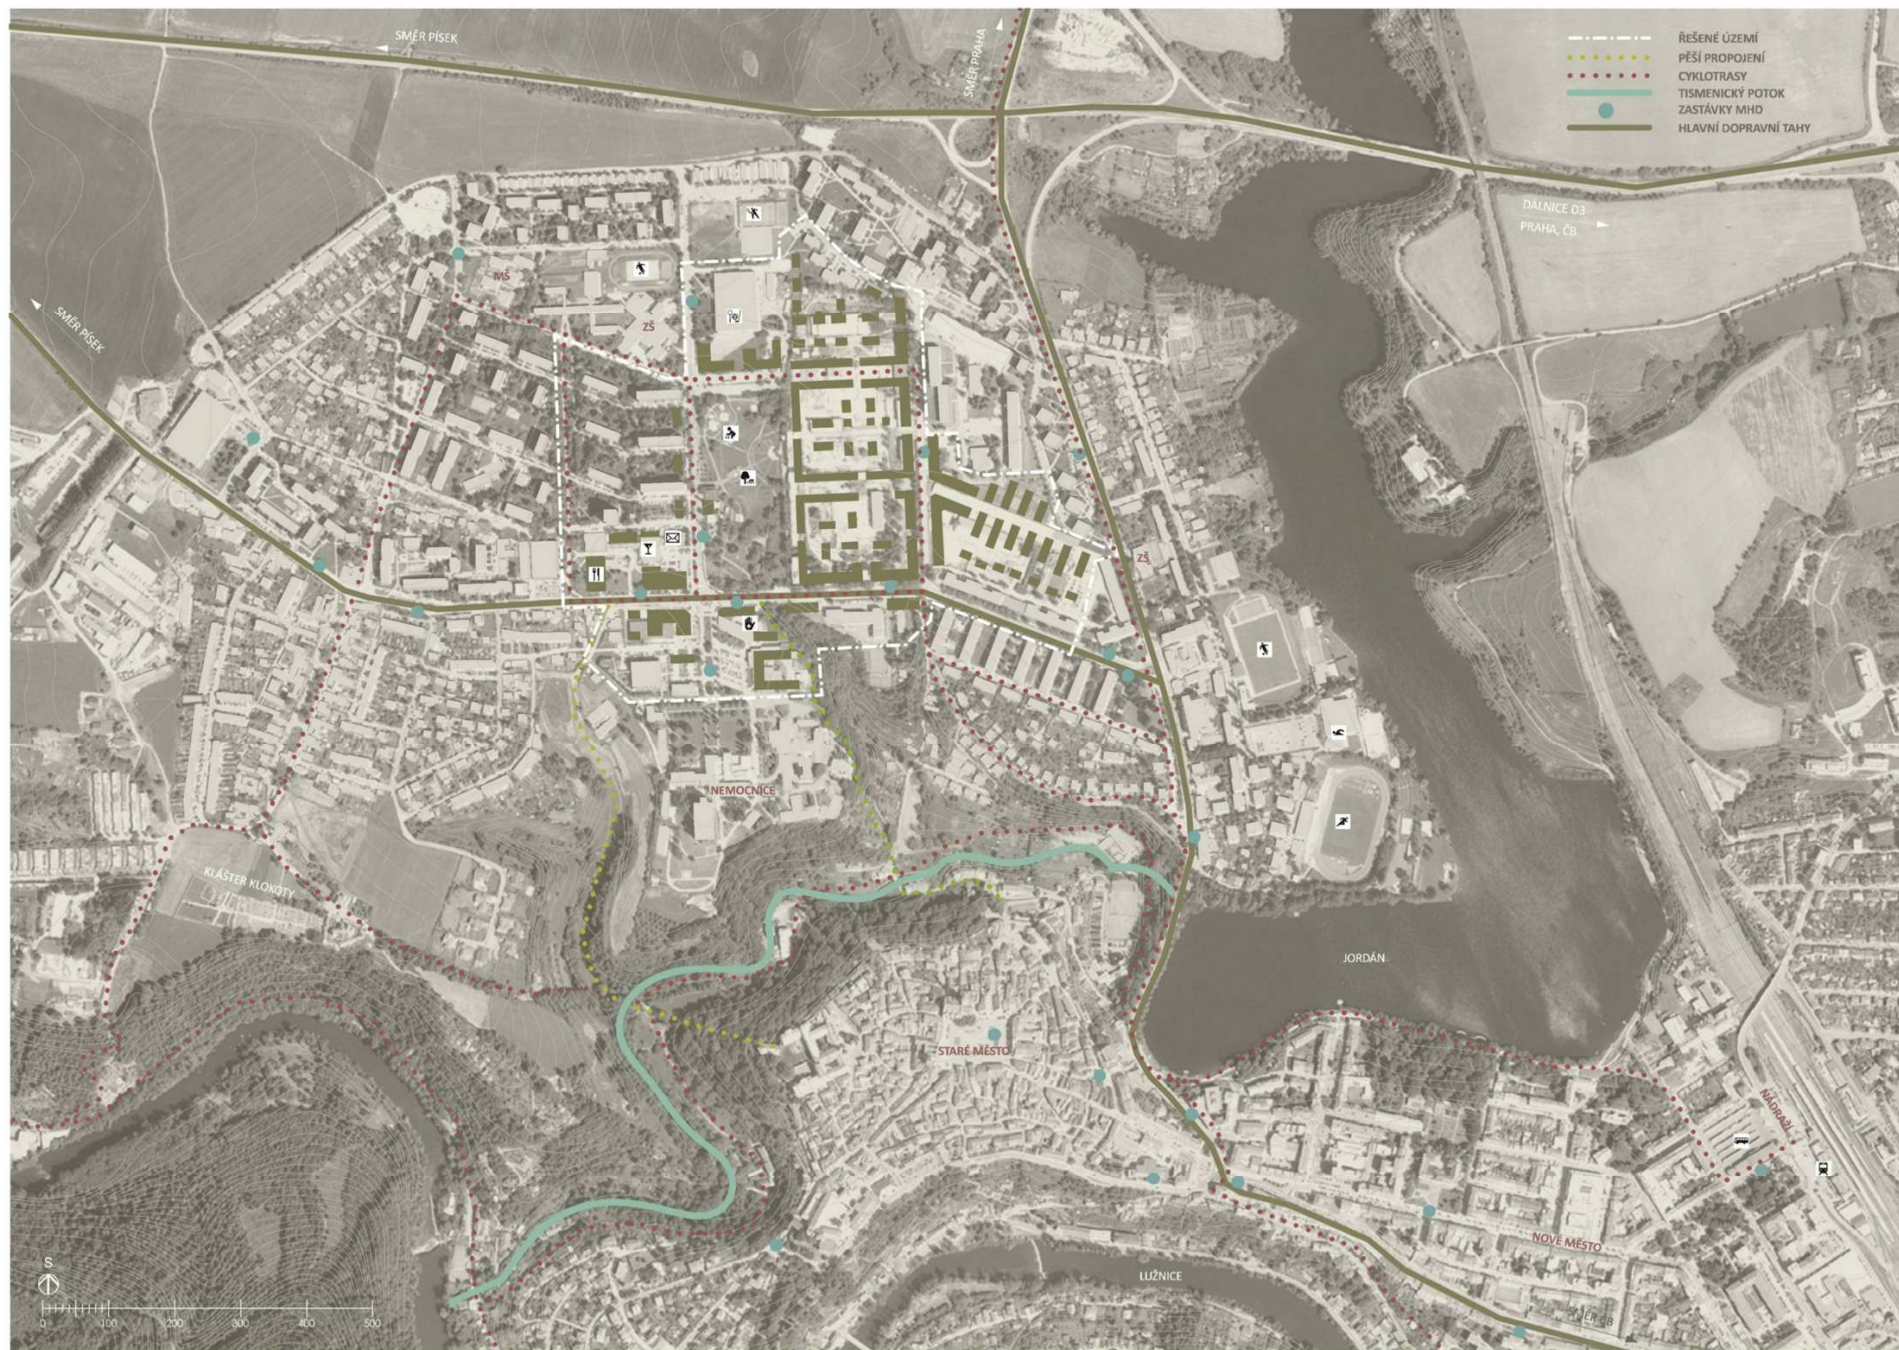 SMĚR PÍSEK
SMĚR PRAHA
ŘEŠENÉ ÚZEMÍ
PĚŠÍ PROPOJENÍ
CYKLOTRASY
TISMENICKÝ POTOK
ZASTÁVKY MHD
HLAVNÍ DOPRAVNÍ TAHY
DÁLNICE D3
PRAHA, ČB
SMĚR PÍSEK
MŠ
ZŠ
ZŠ
NEMOCNICE
KLÁŠTER KLOKOTY
JORDÁN
STARÉ MĚSTO
NÁDRAŽÍ
NOVÉ MĚSTO
LUŽNICE
SMĚR ČB
S
0 100 200 300 500